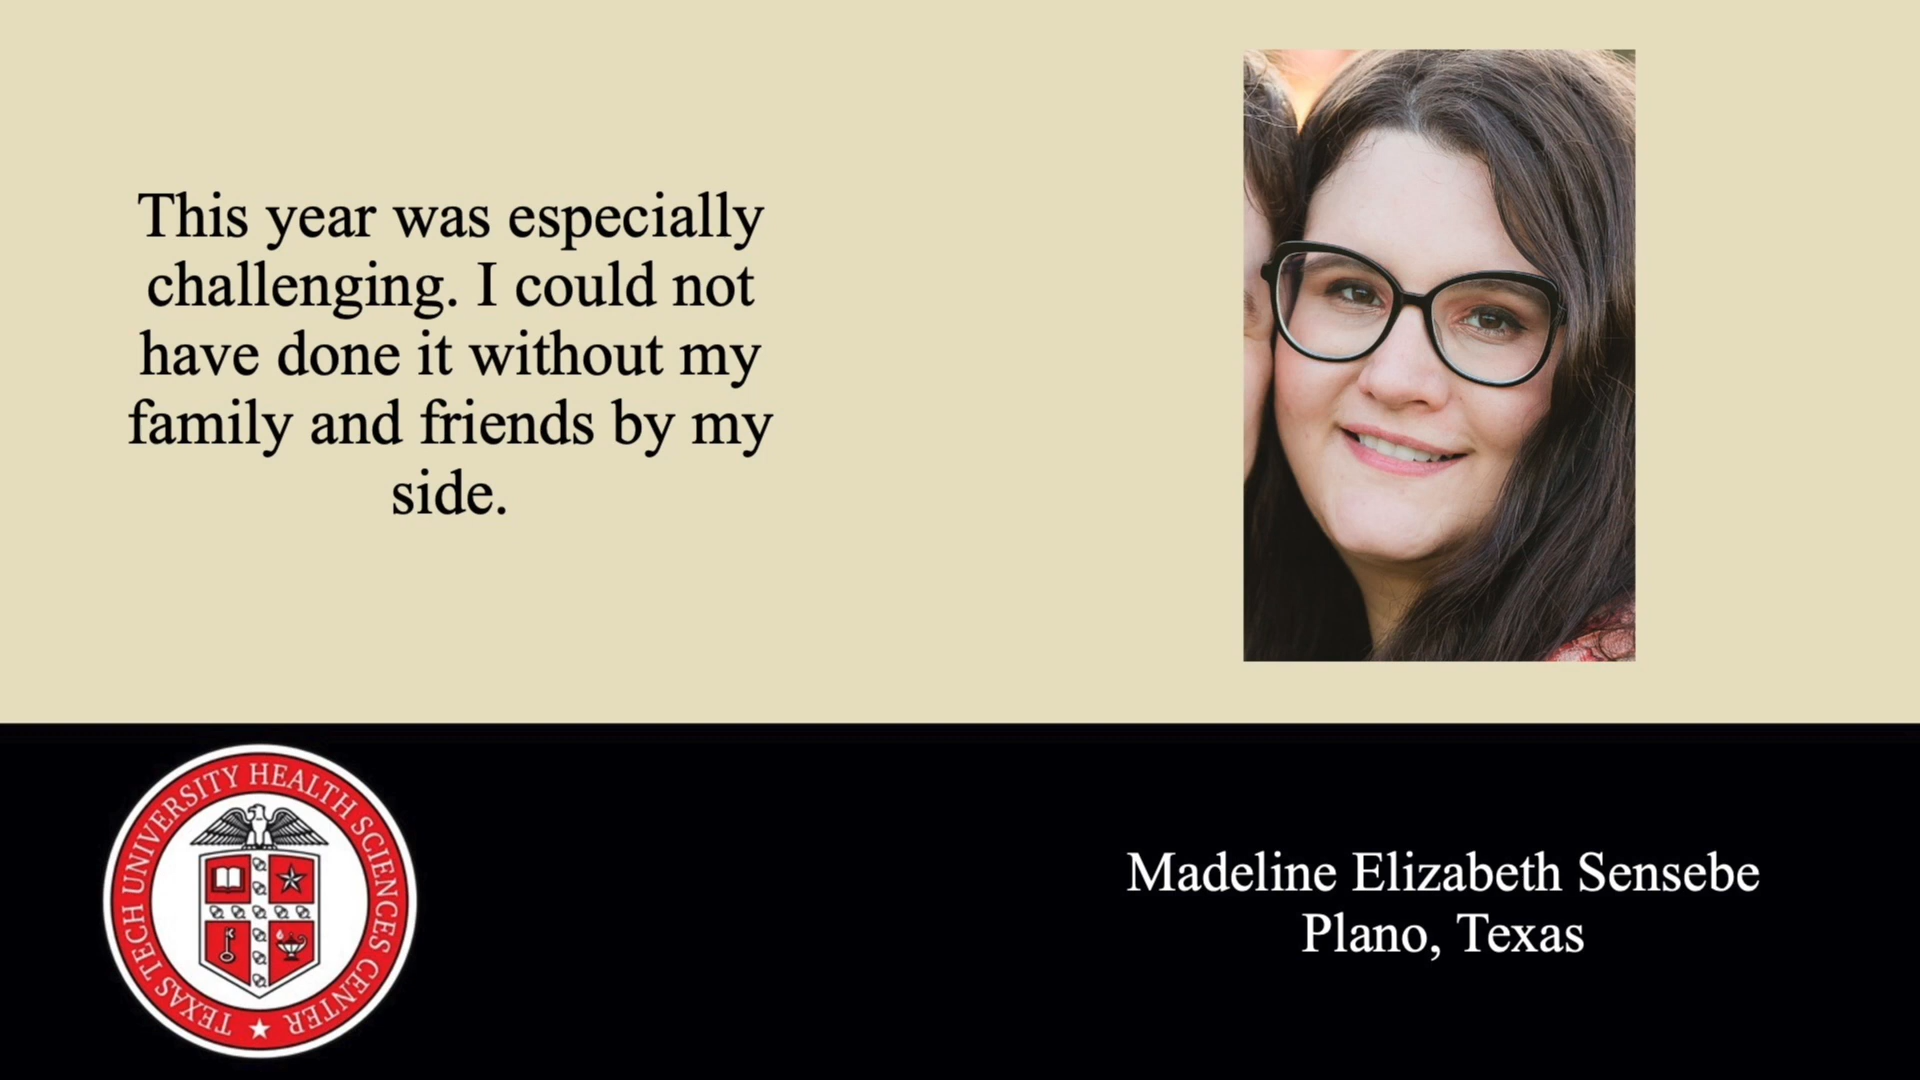 This year was especially
challenging. I could not
have done it without my
family and friends by my
side.
TEXAS TECH UNIVERSITY HEALTH SCIENCES CENTER
Madeline Elizabeth Sensebe
Plano, Texas